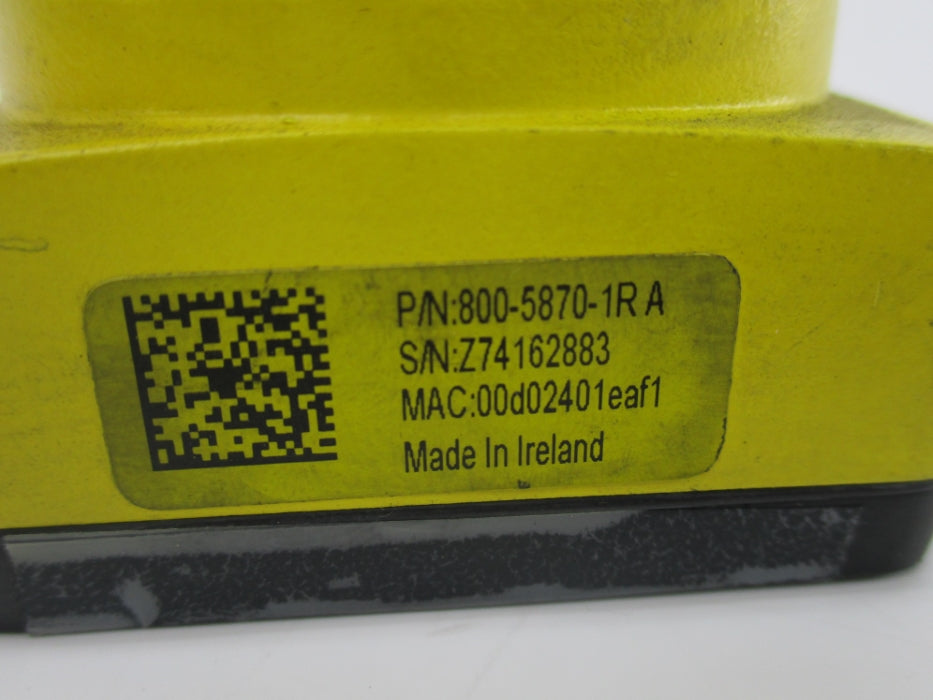 P/N:800-5870-1R A
S/N:Z74162883
MAC:00d02401eaf1
Made In Ireland